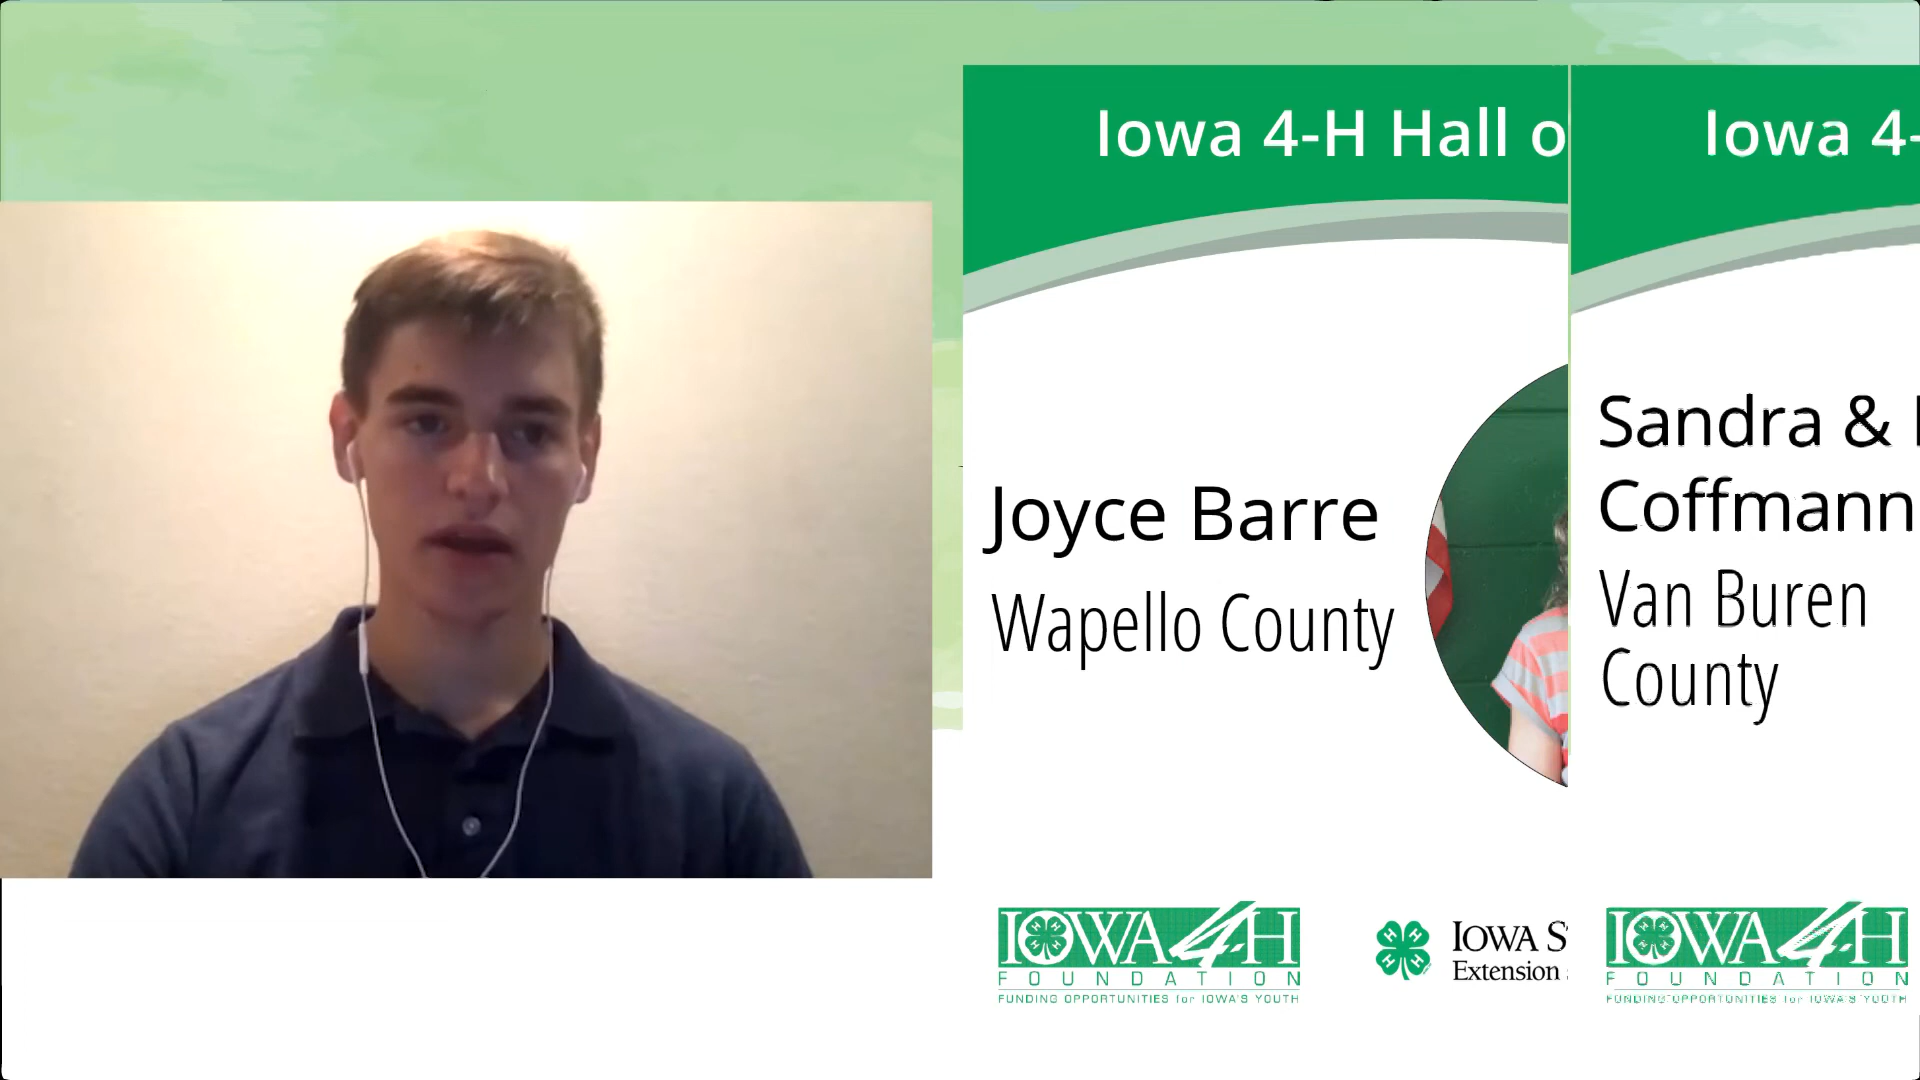 Iowa 4-H Hall o
Joyce Barre
Wapello County
IOWA 4-H
FOUNDATION
FUNDING OPPORTUNITIES for IOWA'S YOUTH
IOWA S
Extension
Iowa 4-
Sandra &
Coffmann
Van Buren
County
IOWA 4-H
FOUNDATION
FUNDING OPPORTUNITIES for IOWA'S YOUTH